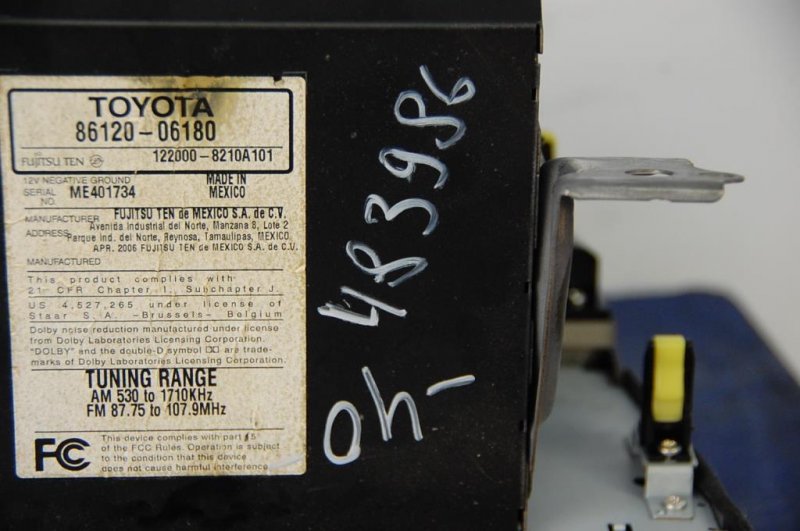 TOYOTA
86120-06180
FUJITSU TEN 122000-8210A101
12V NEGATIVE GROUND MADE IN
SERIAL NO. ME401734 MEXICO
MANUFACTURER FUJITSU TEN de MEXICO S.A. de C.V.
ADDRESS Avenida Industrial del Norte, Manzana 8, Lote 2
Parque Ind. del Norte, Reynosa, Tamaulipas, MEXICO
APR. 2006 FUJITSU TEN de MEXICO S.A. de C.V.
MANUFACTURED
This product complies with
21 CFR Chapter I, Subchapter J.
US 4,527,265 under license of
Staar S.A. -Brussels- Belgium
Dolby noise reduction manufactured under license
from Dolby Laboratories Licensing Corporation.
"DOLBY" and the double-D symbol are trade-
marks of Dolby Laboratories Licensing Corporation.
TUNING RANGE
AM 530 to 1710KHz
FM 87.75 to 107.9MHz
FC
This device complies with part 15
of the FCC Rules. Operation is subject
to the condition that this device
does not cause harmful interference.
483986
Oh-